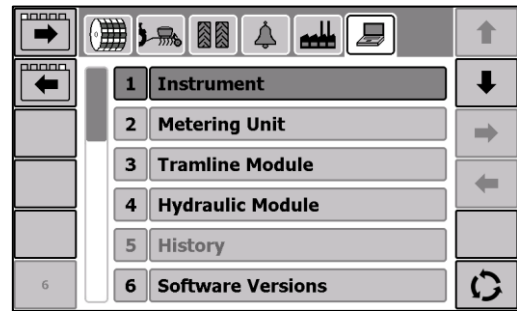 1 Instrument
2 Metering Unit
3 Tramline Module
4 Hydraulic Module
5 History
6 6 Software Versions